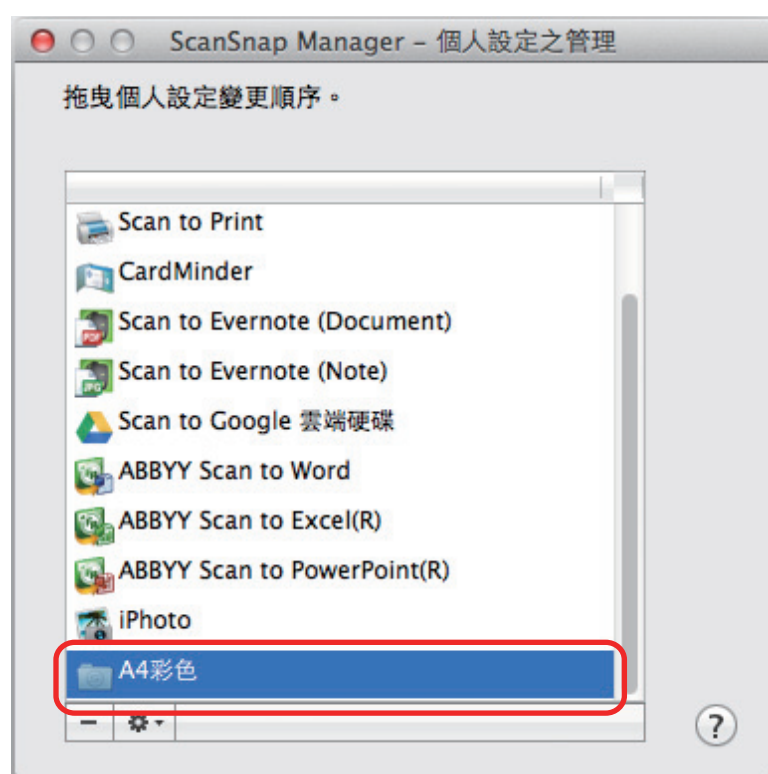 ScanSnap Manager – 個人設定之管理
拖曳個人設定變更順序。
Scan to Print
CardMinder
Scan to Evernote (Document)
Scan to Evernote (Note)
Scan to Google 雲端硬碟
ABBYY Scan to Word
ABBYY Scan to Excel(R)
ABBYY Scan to PowerPoint(R)
iPhoto
A4彩色
?